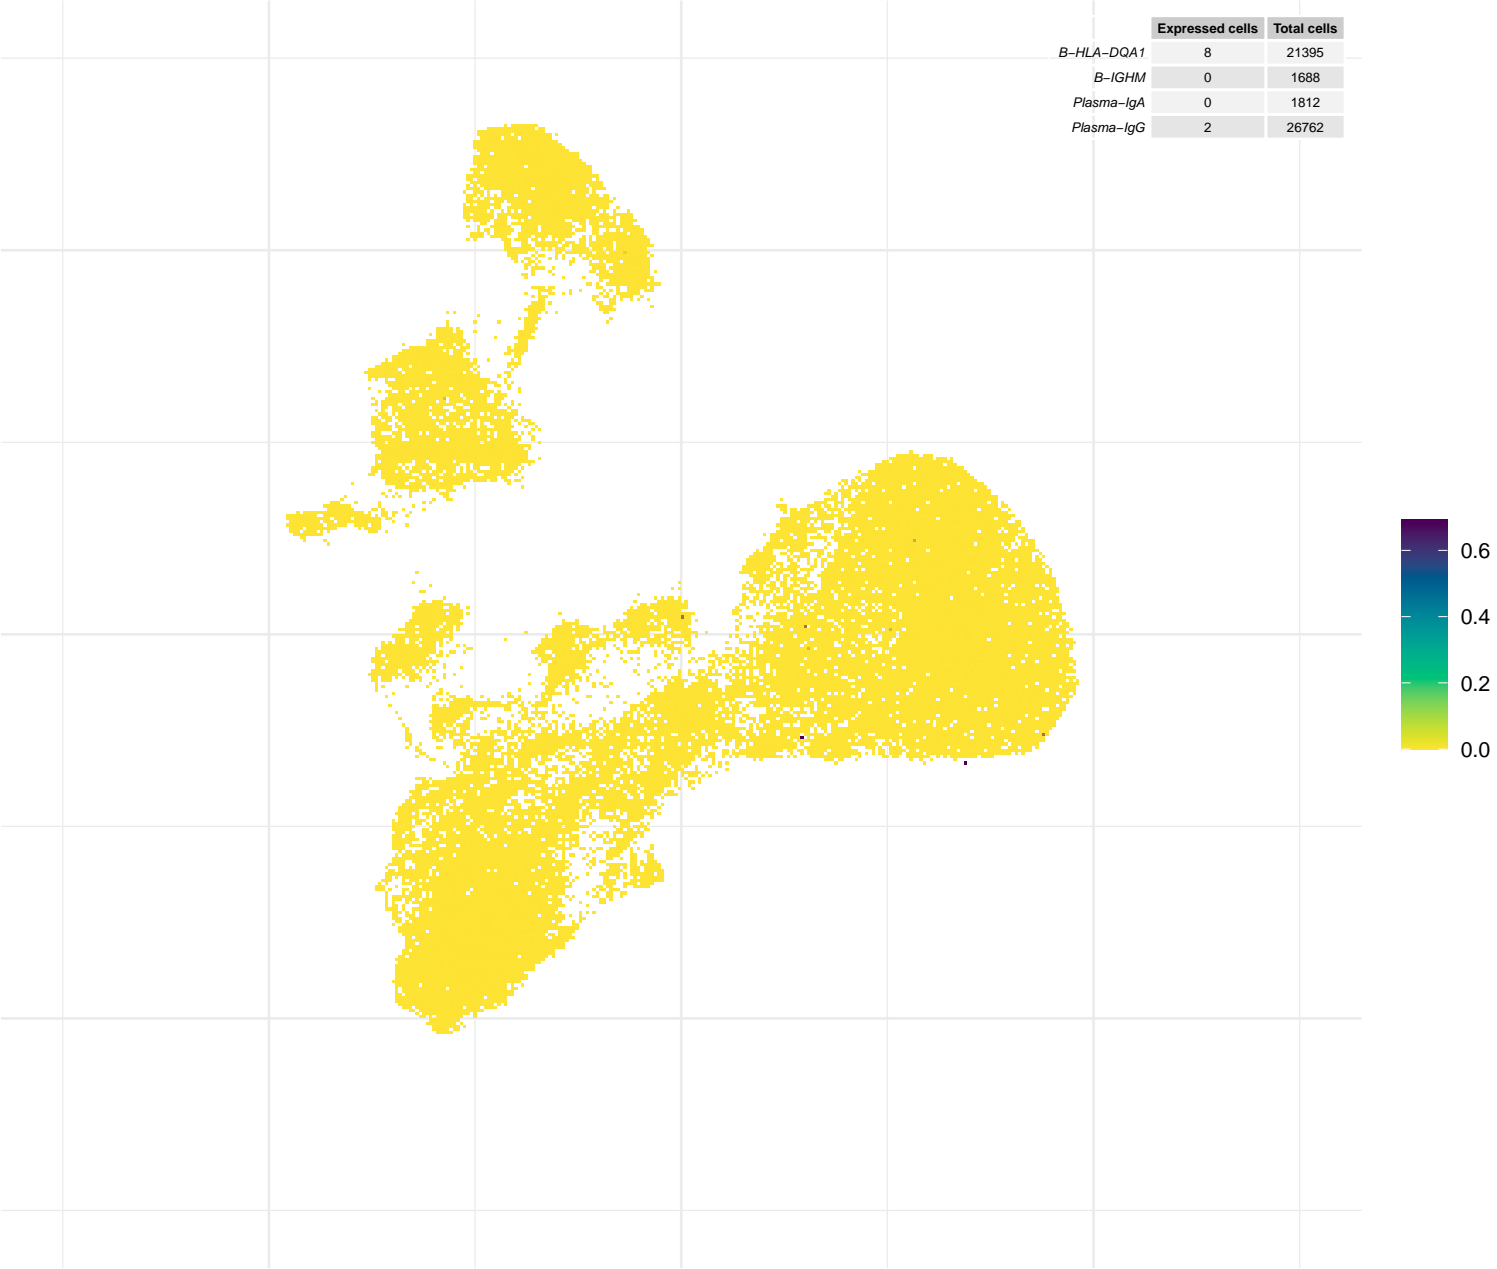 Expressed cells Total cells
B−HLA−DQA1 8 21395
B−IGHM 0 1688
Plasma−IgA 0 1812
Plasma−IgG 2 26762
0.6
0.4
0.2
0.0